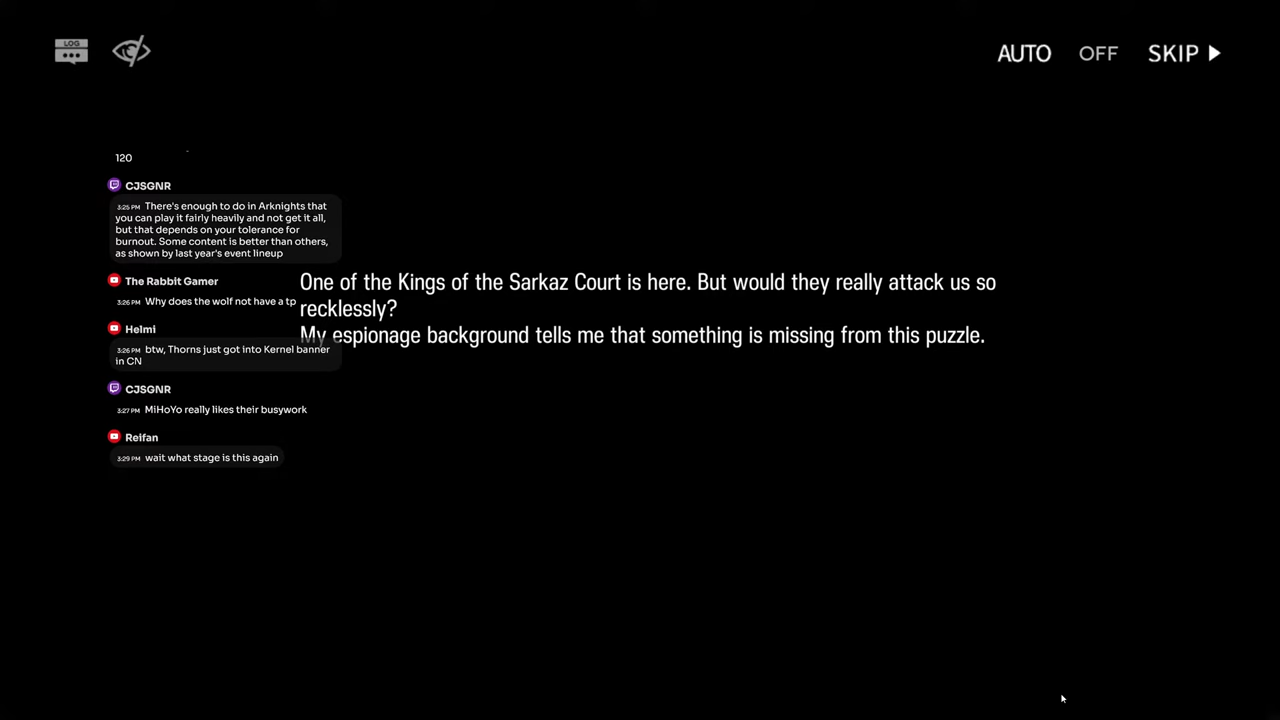 LOG
AUTO OFF SKIP
120
CJSGNR
3:25 PM There's enough to do in Arknights that
you can play it fairly heavily and not get it all,
but that depends on your tolerance for
burnout. Some content is better than others,
as shown by last year's event lineup
The Rabbit Gamer
3:26 PM Why does the wolf not have a tp
Helmi
3:26 PM btw, Thorns just got into Kernel banner
in CN
CJSGNR
3:27 PM MiHoYo really likes their busywork
Reifan
3:29 PM wait what stage is this again
One of the Kings of the Sarkaz Court is here. But would they really attack us so
recklessly?
My espionage background tells me that something is missing from this puzzle.